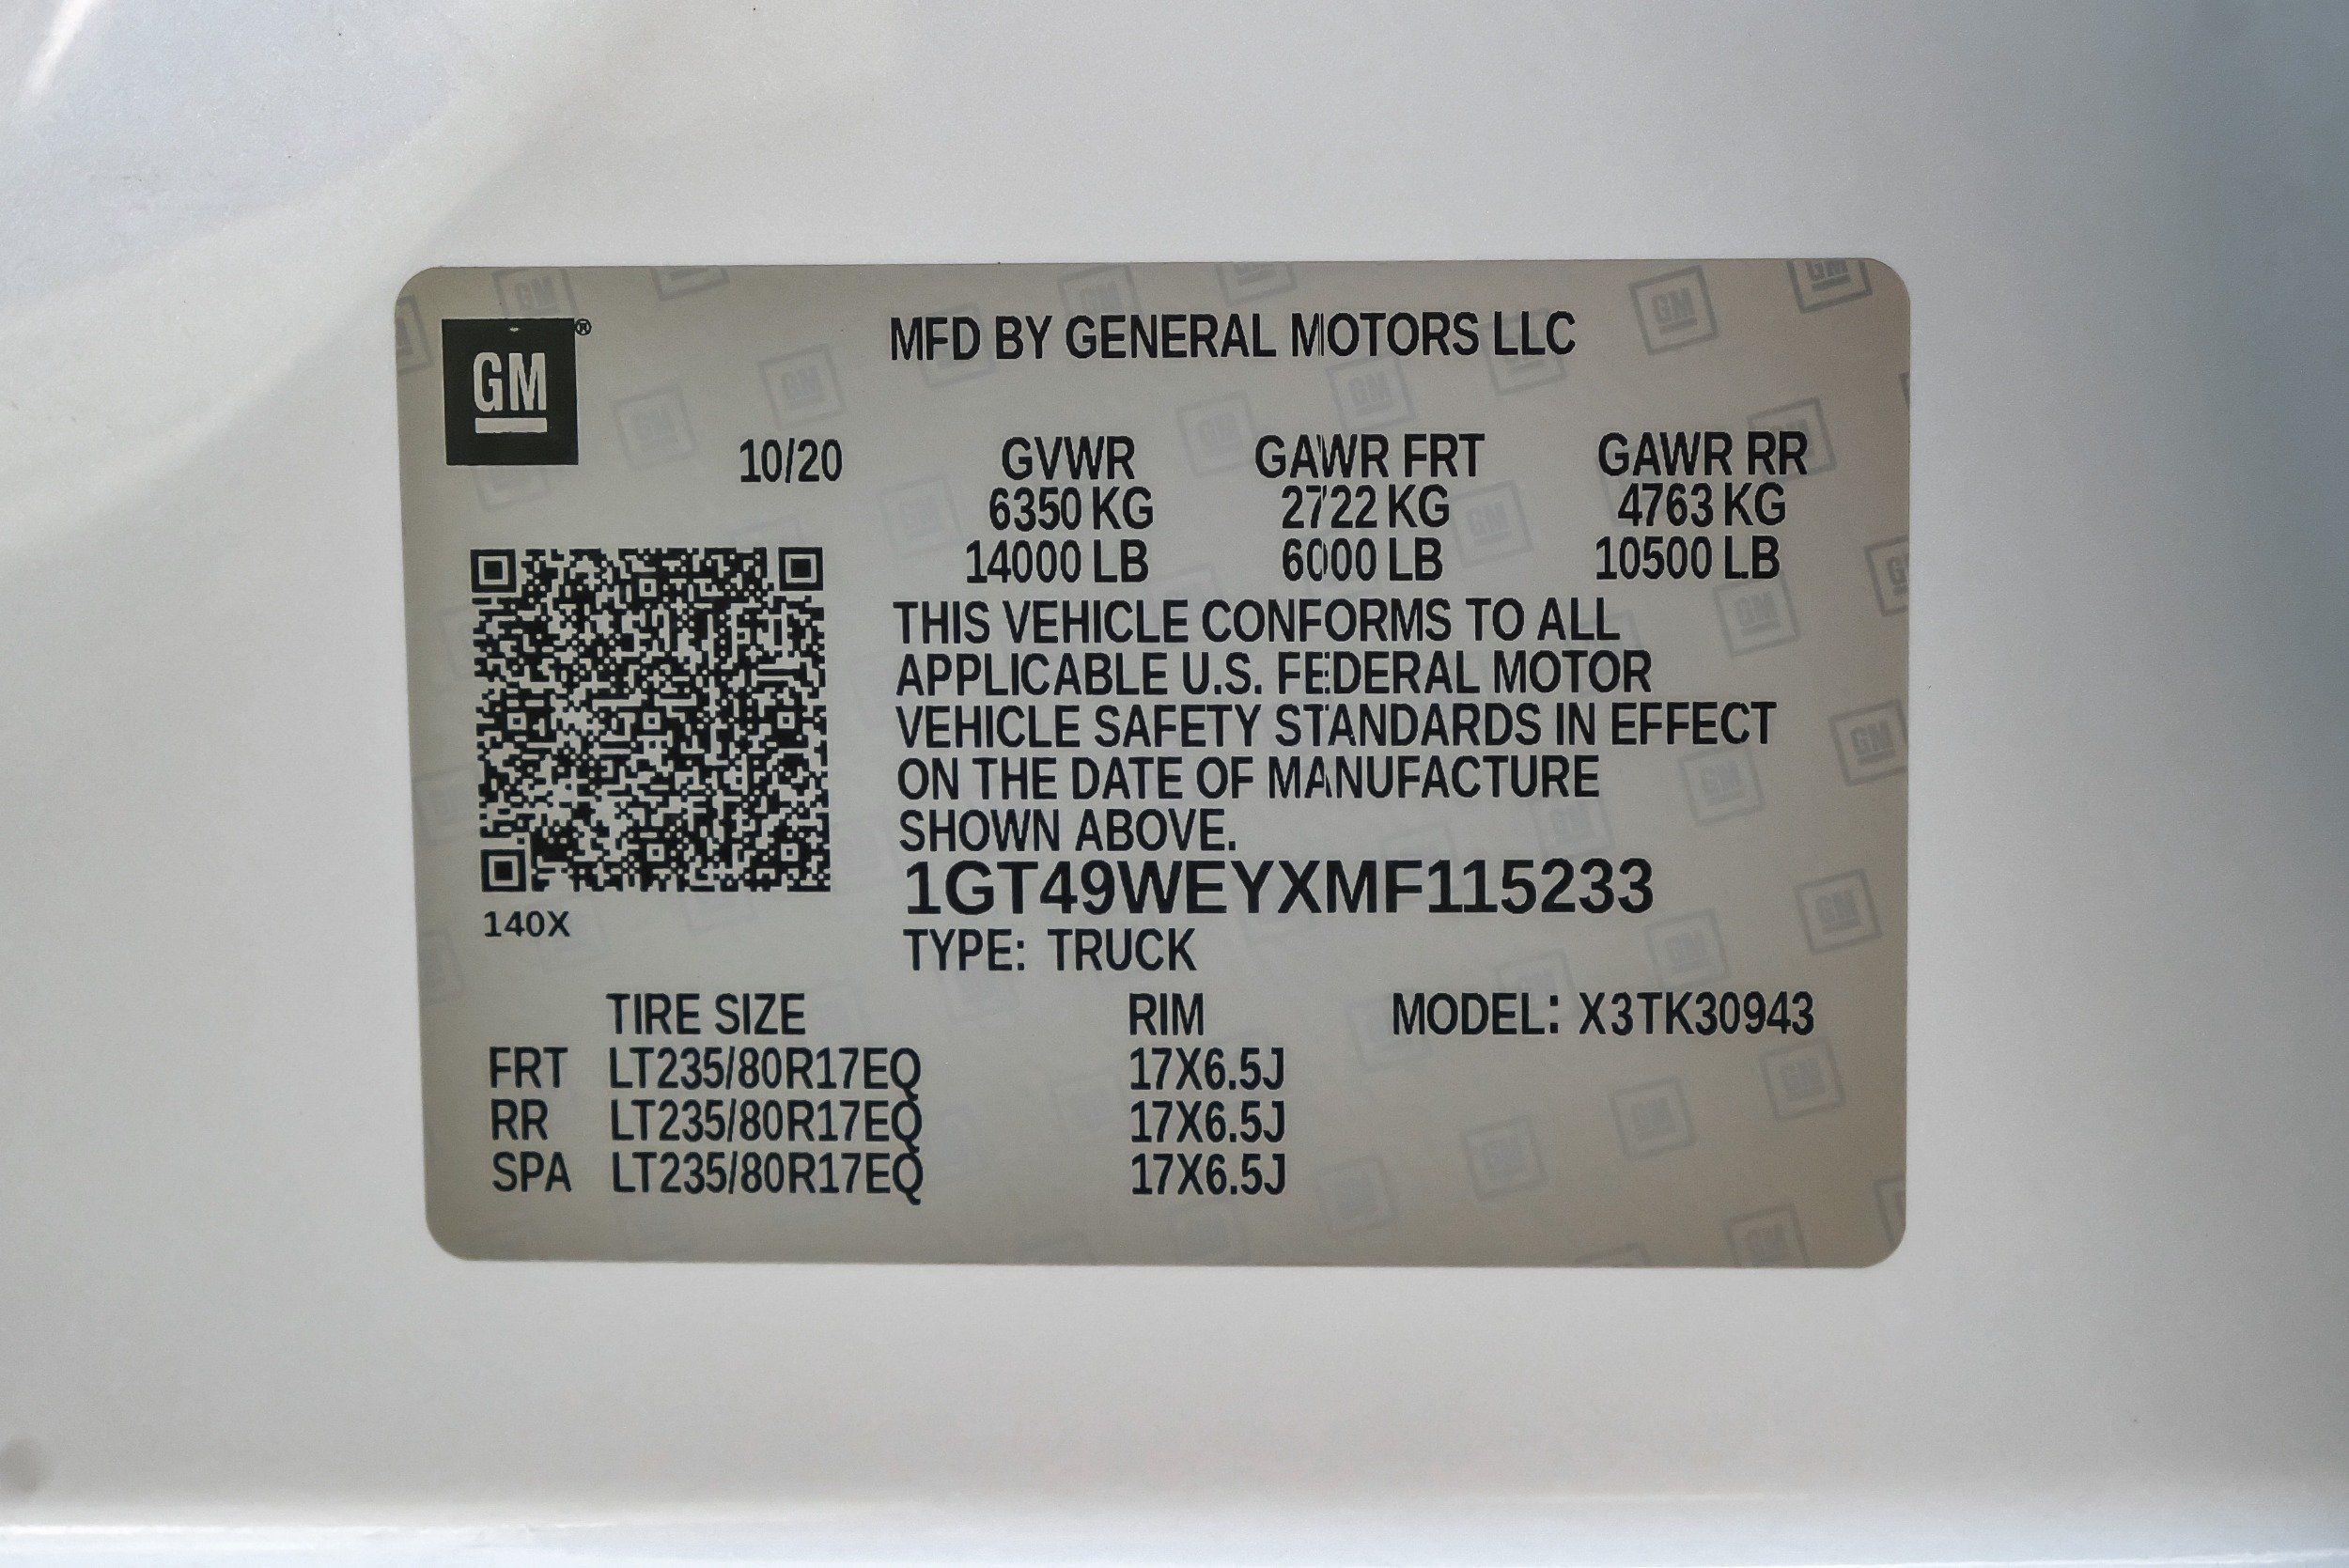 MFD BY GENERAL MOTORS LLC
GM®
10/20 GVWR GAWR FRT GAWR RR
6350 KG 2722 KG 4763 KG
14000 LB 6000 LB 10500 LB
THIS VEHICLE CONFORMS TO ALL
APPLICABLE U.S. FEDERAL MOTOR
VEHICLE SAFETY STANDARDS IN EFFECT
ON THE DATE OF MANUFACTURE
SHOWN ABOVE.
1GT49WEYXMF115233
140X
TYPE: TRUCK
TIRE SIZE RIM MODEL: X3TK30943
FRT LT235/80R17EQ 17X6.5J
RR LT235/80R17EQ 17X6.5J
SPA LT235/80R17EQ 17X6.5J